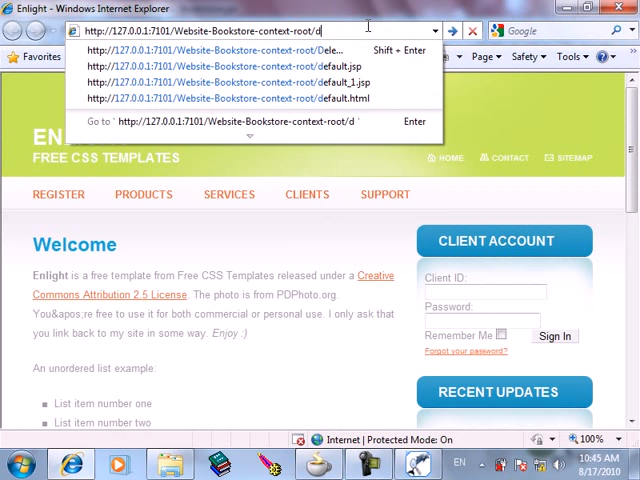 Enlight - Windows Internet Explorer
http://127.0.0.1:7101/Website-Bookstore-context-root/d
http://127.0.0.1:7101/Website-Bookstore-context-root/Dele... Shift + Enter
http://127.0.0.1:7101/Website-Bookstore-context-root/default.jsp
http://127.0.0.1:7101/Website-Bookstore-context-root/default_1.jsp
http://127.0.0.1:7101/Website-Bookstore-context-root/default.html
Go to ' http://127.0.0.1:7101/Website-Bookstore-context-root/d ' Enter
Favorites
Page Safety Tools
FREE CSS TEMPLATES
HOME CONTACT SITEMAP
REGISTER PRODUCTS SERVICES CLIENTS SUPPORT
Welcome
Enlight is a free template from Free CSS Templates released under a Creative
Commons Attribution 2.5 License. The photo is from PDPhoto.org.
You&apos;re free to use it for both commercial or personal use. I only ask that
you link back to my site in some way. Enjoy :)
An unordered list example:
List item number one
List item number two
CLIENT ACCOUNT
Client ID:
Password:
Remember Me Sign In
Forgot your password?
RECENT UPDATES
Internet | Protected Mode: On 100%
EN
10:45 AM
8/17/2010